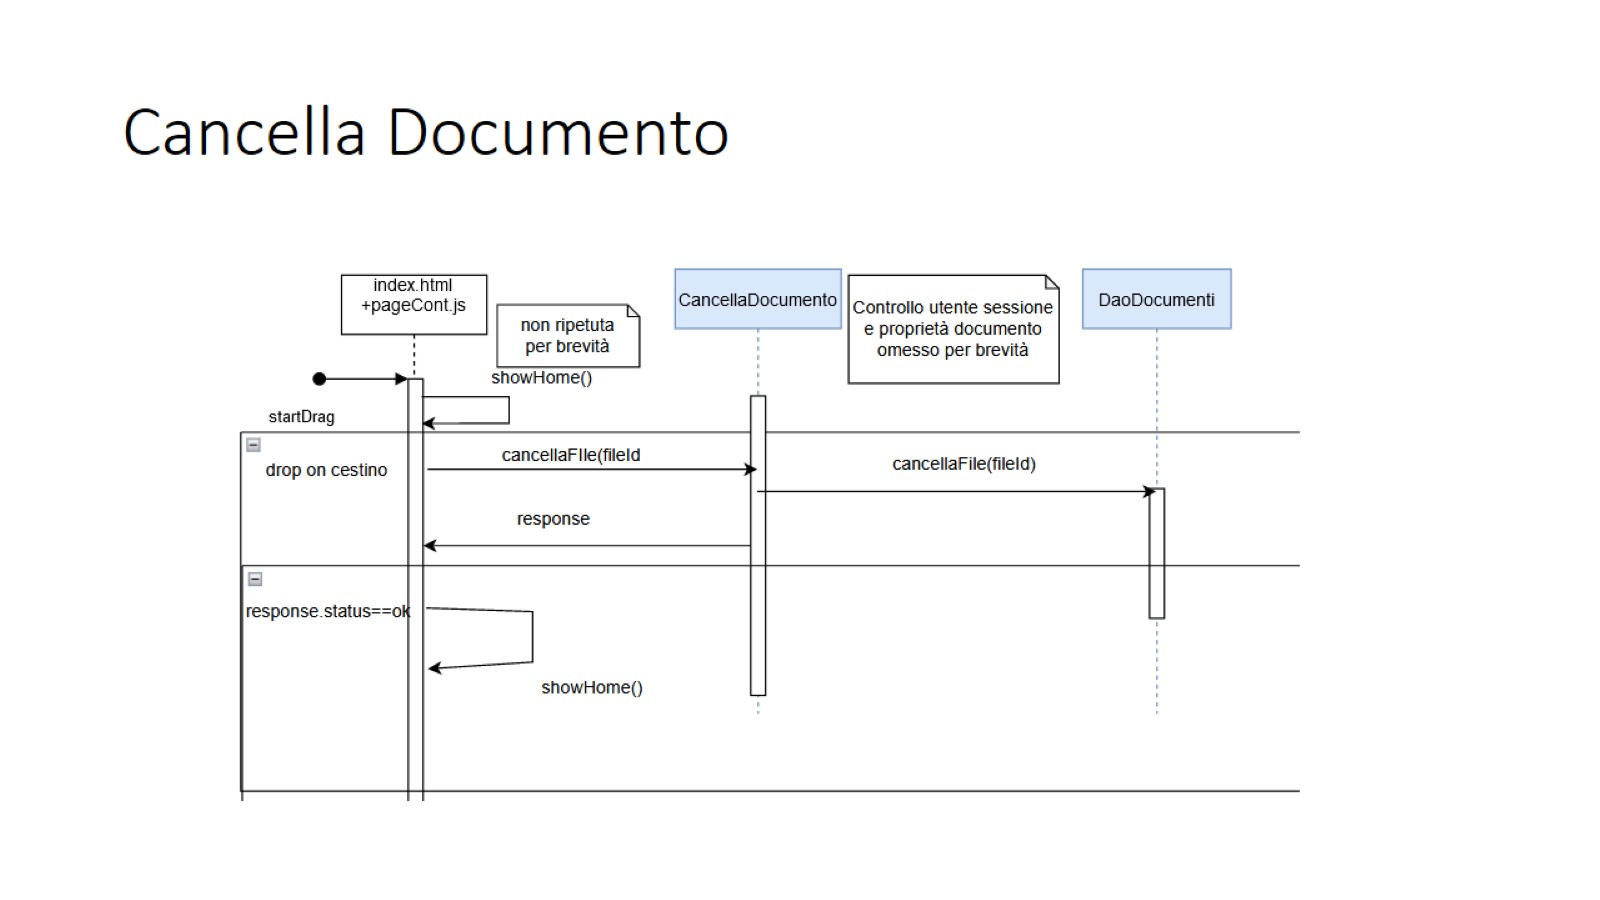 Cancella Documento
index.html
+pageCont.js
non ripetuta
per brevità
CancellaDocumento
Controllo utente sessione
e proprietà documento
omesso per brevità
DaoDocumenti
showHome()
startDrag
drop on cestino
cancellaFIle(fileId
cancellaFile(fileId)
response
response.status==ok
showHome()